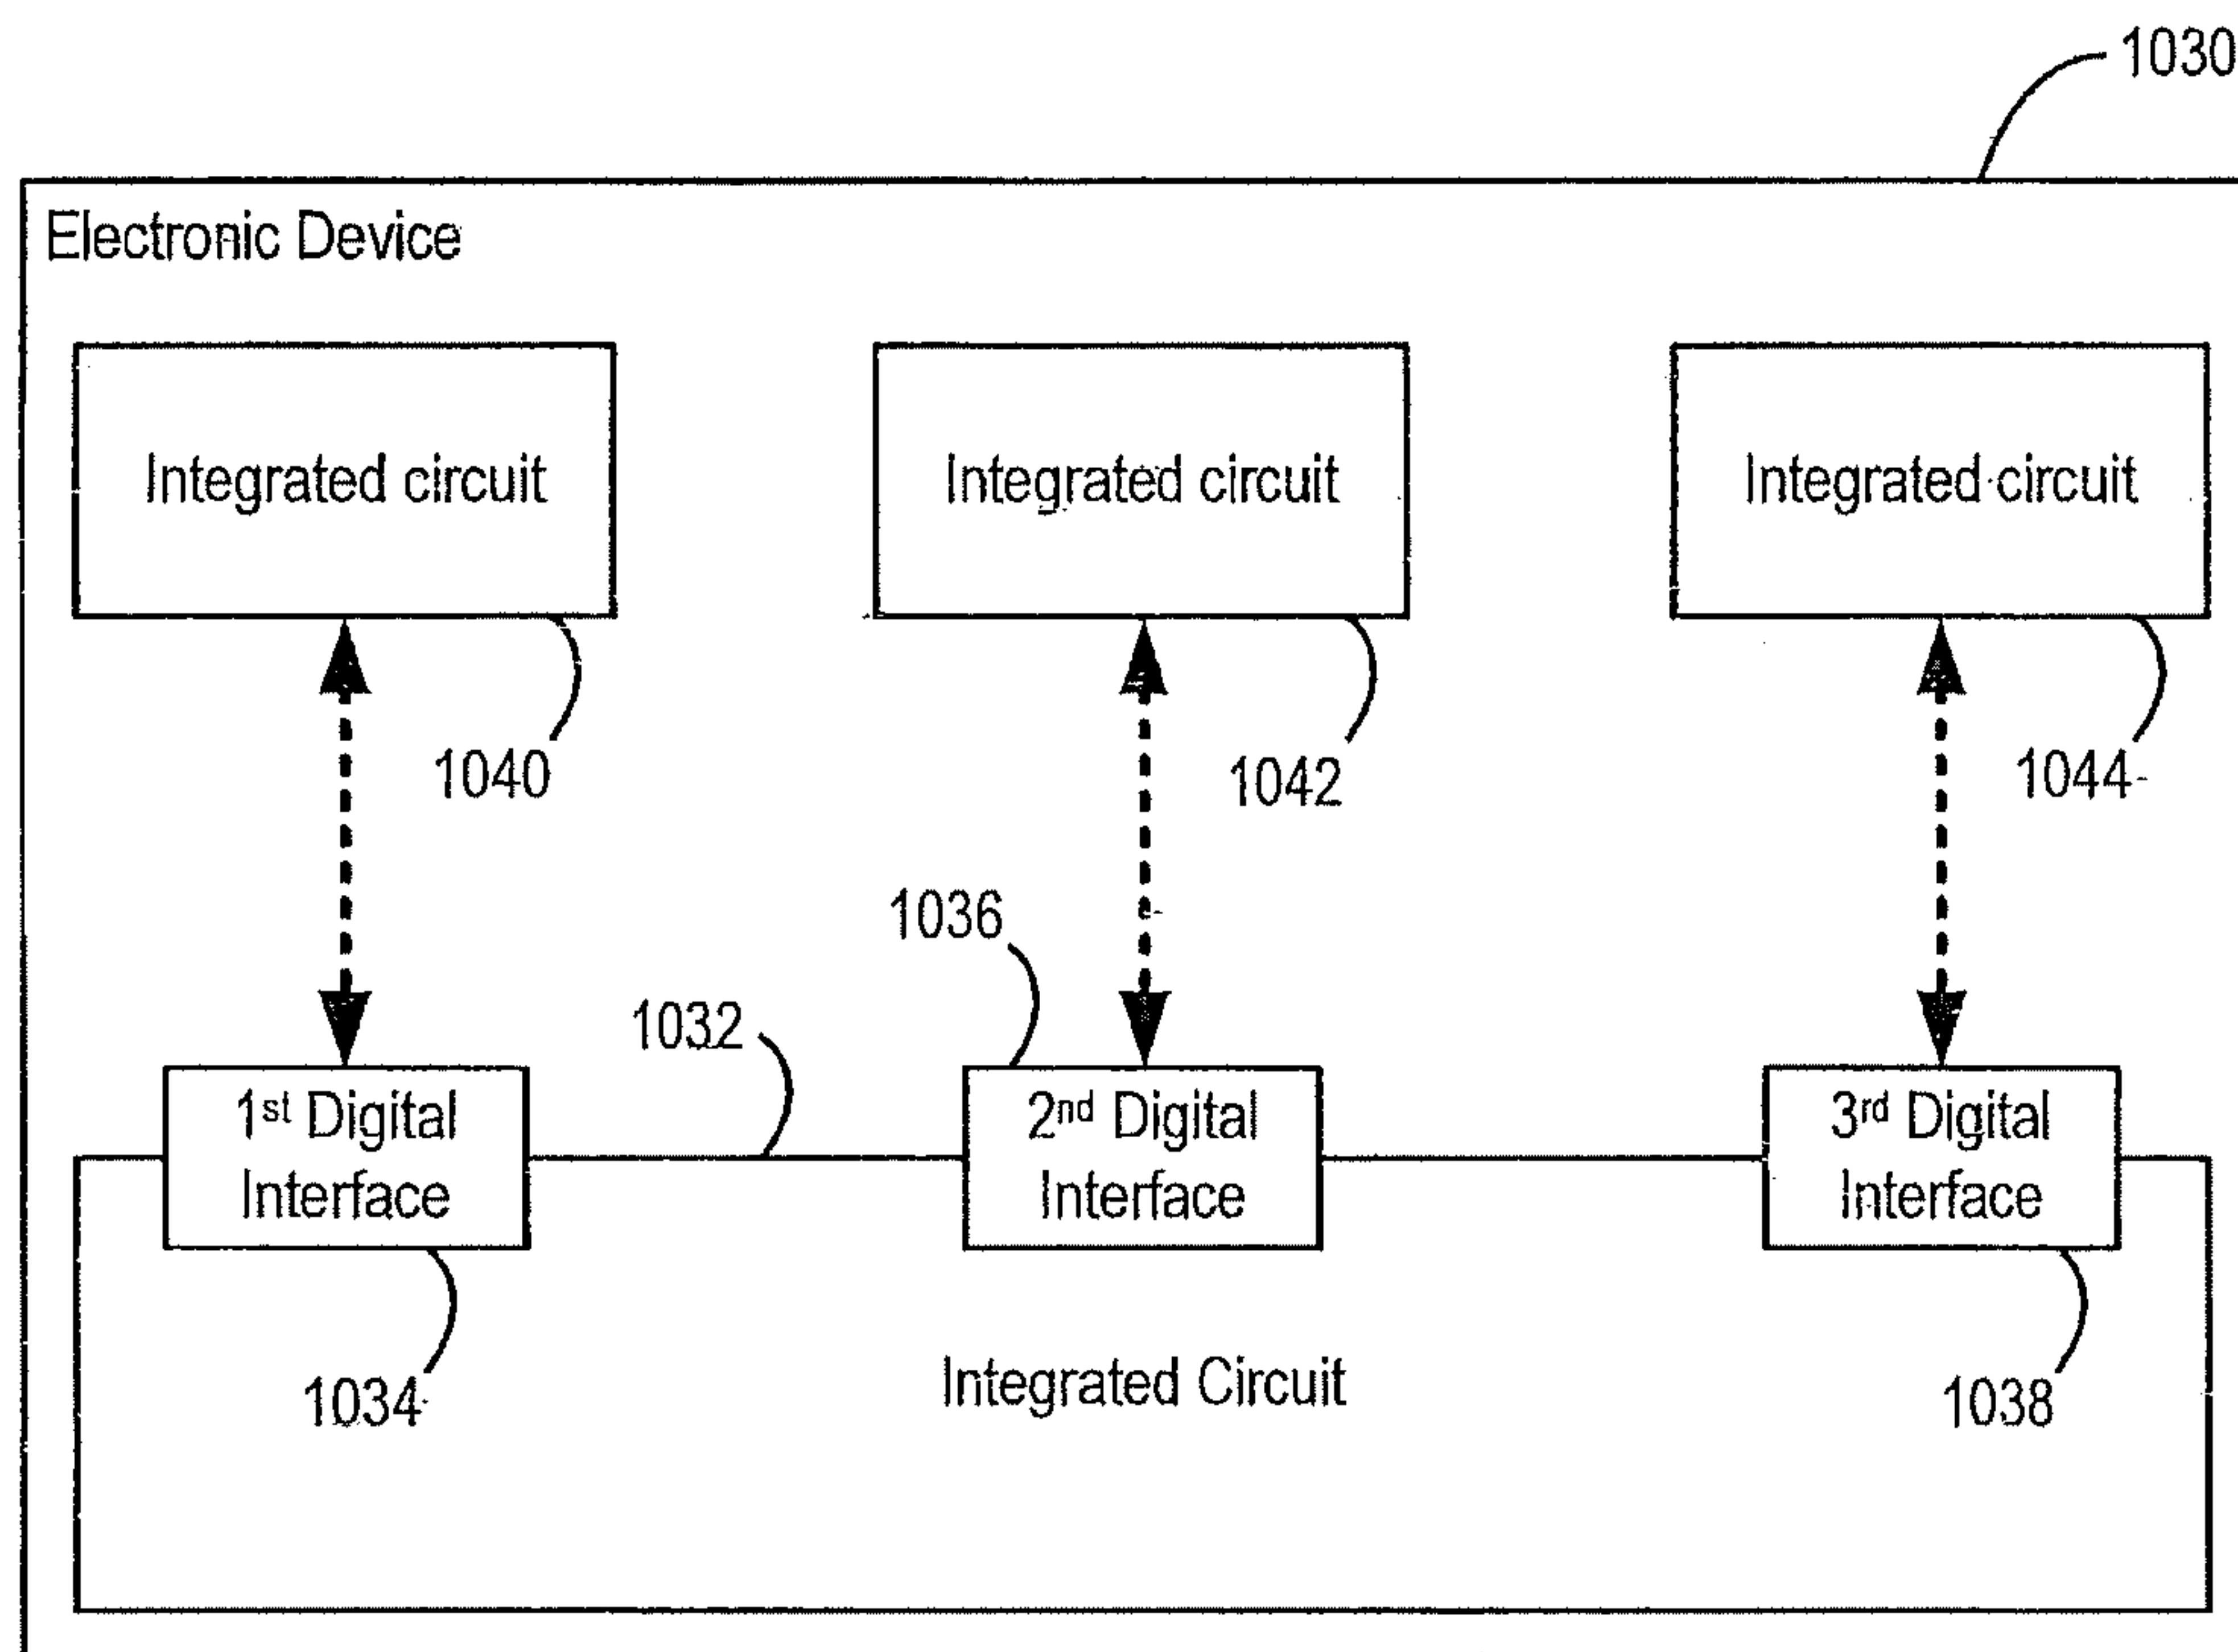 1030
Electronic Device
Integrated circuit
Integrated circuit
Integrated circuit
1040
1042
1044
1036
1032
1st Digital
Interface
2nd Digital
Interface
3rd Digital
Interface
1034
Integrated Circuit
1038